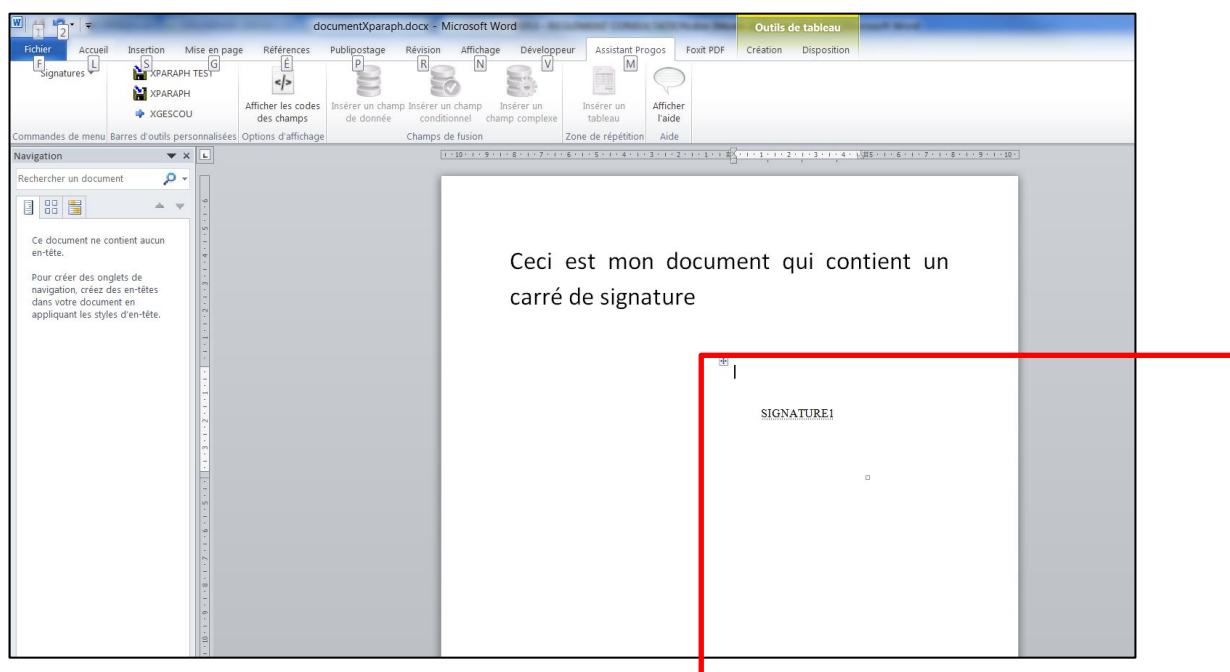 W 1 2 documentXparaph.docx - Microsoft Word Outils de tableau
Fichier Accueil Insertion Mise en page Références Publipostage Révision Affichage Développeur Assistant Progos Foxit PDF Création Disposition
F L S G É P R N V M
Signatures XPARAPH TEST
XPARAPH
XGESCOU
</>
Afficher les codes des champs
Insérer un champ de donnée
Insérer un champ conditionnel
Insérer un champ complexe
Insérer un tableau
Afficher l'aide
Commandes de menu Barres d'outils personnalisées Options d'affichage Champs de fusion Zone de répétition Aide
Navigation
L
Rechercher un document
Ce document ne contient aucun
en-tête.
Pour créer des onglets de
navigation, créez des en-têtes
dans votre document en
appliquant les styles d'en-tête.
Ceci est mon document qui contient un
carré de signature
SIGNATURE1